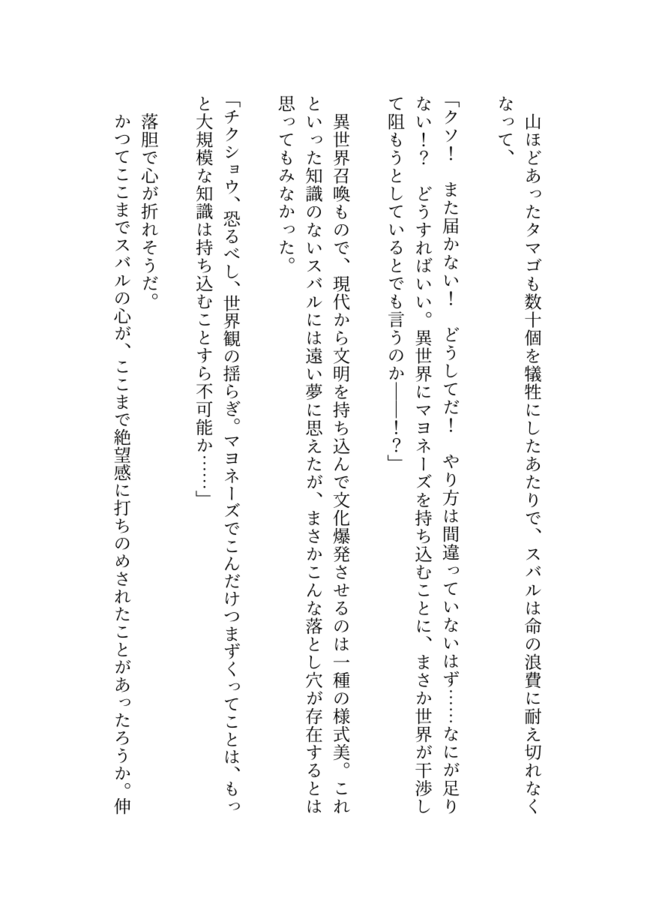 山ほどあったタマゴも数十個を犠牲にしたあたりで、スバルは命の浪費に耐え切れなく
なって、
「クソ！　また届かない！　どうしてだ！　やり方は間違っていないはず……なにが足り
ない！？　どうすればいい。異世界にマヨネーズを持ち込むことに、まさか世界が干渉し
て阻もうとしているとでも言うのか――！？」
　異世界召喚もので、現代から文明を持ち込んで文化爆発させるのは一種の様式美。これ
といった知識のないスバルには遠い夢に思えたが、まさかこんな落とし穴が存在するとは
思ってもみなかった。
「チクショウ、恐るべし、世界観の揺らぎ。マヨネーズでこんだけつまずくってことは、もっ
と大規模な知識は持ち込むことすら不可能か……」
　落胆で心が折れそうだ。
　かつてここまでスバルの心が、ここまで絶望感に打ちのめされたことがあったろうか。伸